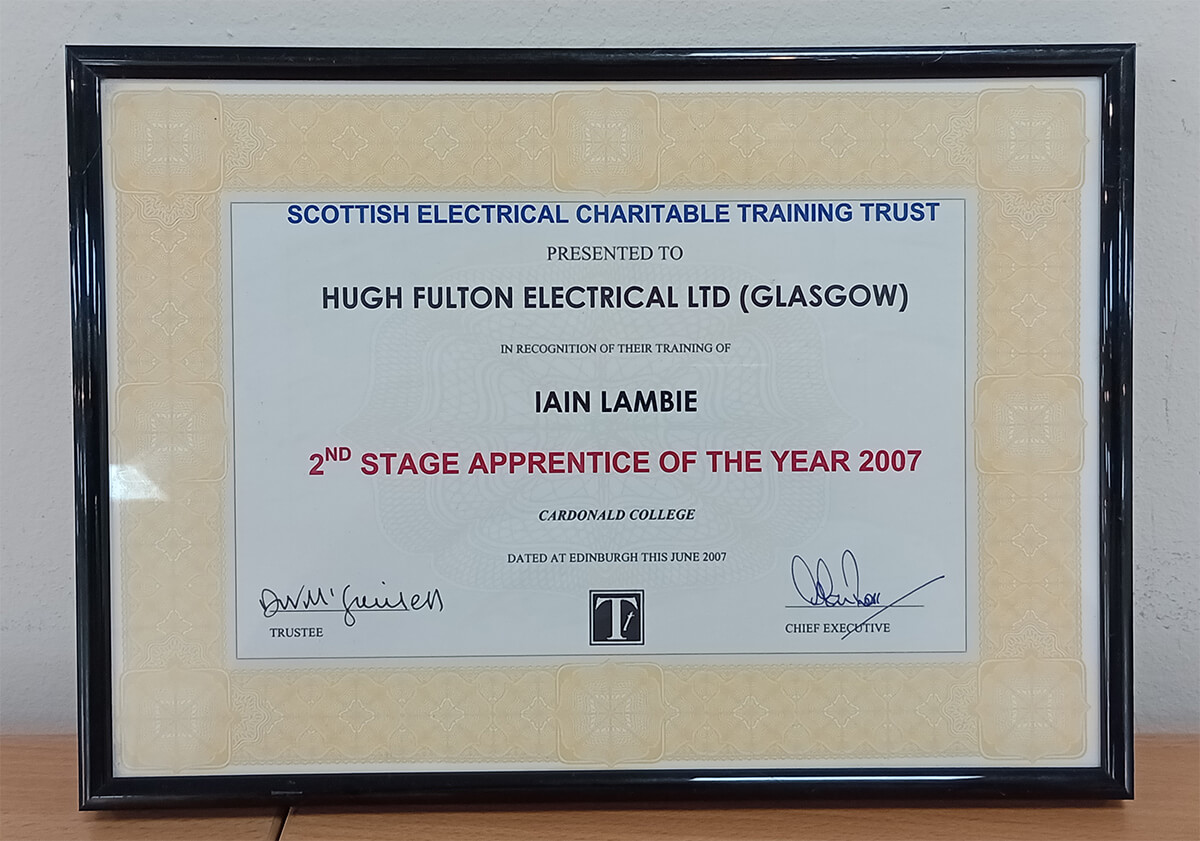 SCOTTISH ELECTRICAL CHARITABLE TRAINING TRUST
PRESENTED TO
HUGH FULTON ELECTRICAL LTD (GLASGOW)
IN RECOGNITION OF THEIR TRAINING OF
IAIN LAMBIE
2ND STAGE APPRENTICE OF THE YEAR 2007
CARDONALD COLLEGE
DATED AT EDINBURGH THIS JUNE 2007
TRUSTEE
Tt
CHIEF EXECUTIVE